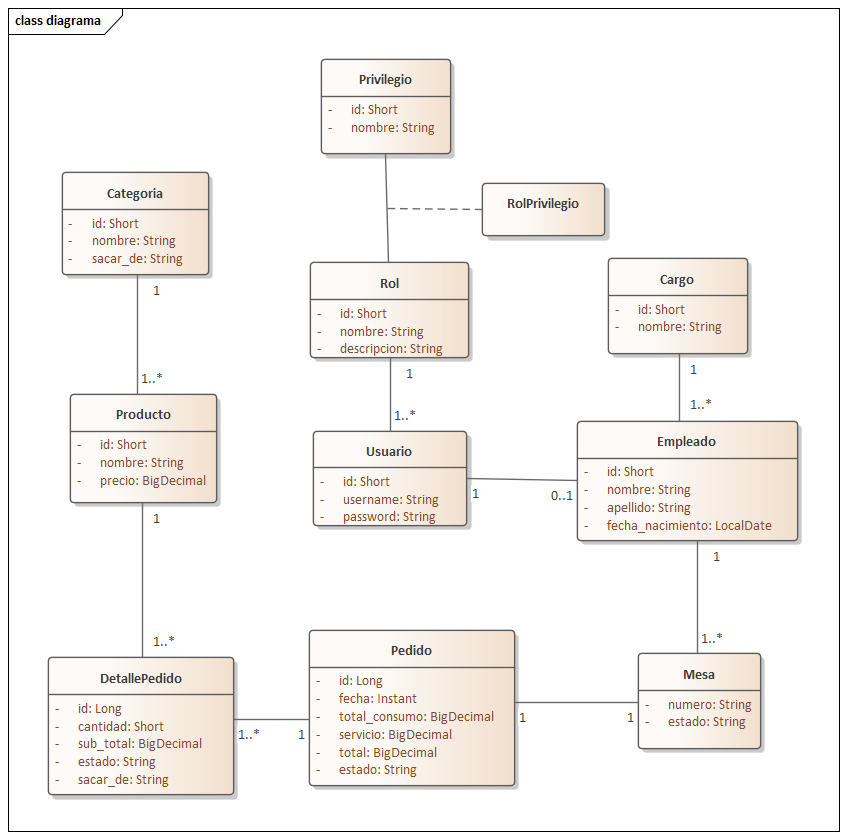 class diagrama
Privilegio
- id: Short
- nombre: String
RolPrivilegio
Categoria
- id: Short
- nombre: String
- sacar_de: String
1
1..*
Rol
- id: Short
- nombre: String
- descripcion: String
1
1..*
Cargo
- id: Short
- nombre: String
1
1..*
Producto
- id: Short
- nombre: String
- precio: BigDecimal
1
1..*
Usuario
- id: Short
- username: String
- password: String
1
0..1
Empleado
- id: Short
- nombre: String
- apellido: String
- fecha_nacimiento: LocalDate
1
1..*
DetallePedido
- id: Long
- cantidad: Short
- sub_total: BigDecimal
- estado: String
- sacar_de: String
1..*
1
Pedido
- id: Long
- fecha: Instant
- total_consumo: BigDecimal
- servicio: BigDecimal
- total: BigDecimal
- estado: String
1
1
Mesa
- numero: String
- estado: String